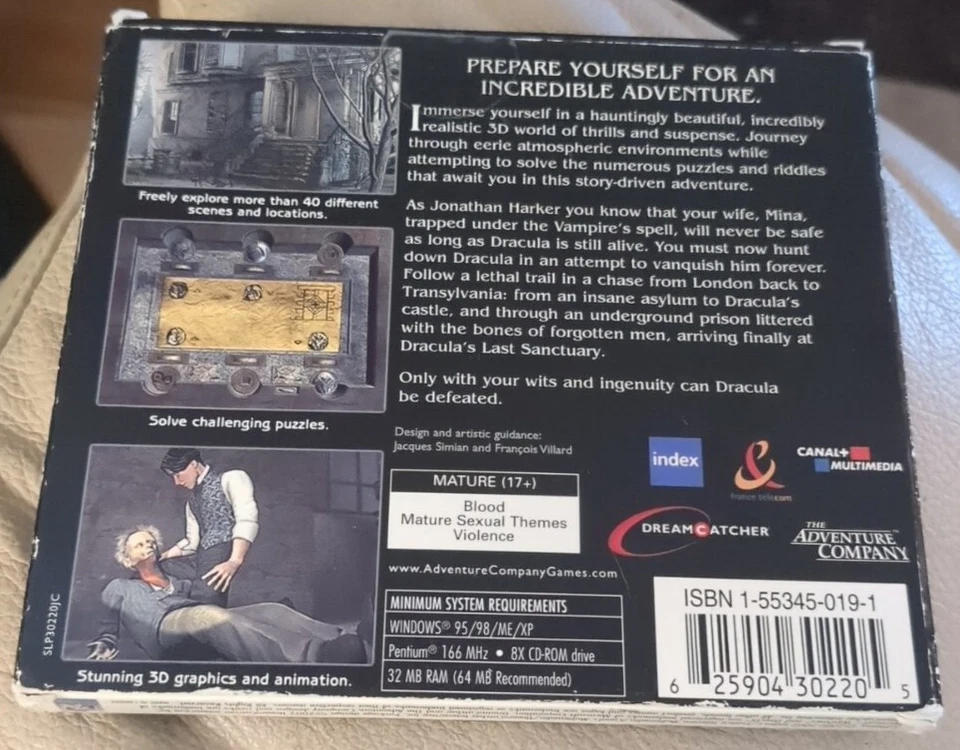 PREPARE YOURSELF FOR AN
INCREDIBLE ADVENTURE.
Immerse yourself in a hauntingly beautiful, incredibly
realistic 3D world of thrills and suspense. Journey
through eerie atmospheric environments while
attempting to solve the numerous puzzles and riddles
that await you in this story-driven adventure.
As Jonathan Harker you know that your wife, Mina,
trapped under the Vampire's spell, will never be safe
as long as Dracula is still alive. You must now hunt
down Dracula in an attempt to vanquish him forever.
Follow a lethal trail in a chase from London back to
Transylvania: from an insane asylum to Dracula's
castle, and through an underground prison littered
with the bones of forgotten men, arriving finally at
Dracula's Last Sanctuary.
Only with your wits and ingenuity can Dracula
be defeated.
Freely explore more than 40 different
scenes and locations.
Solve challenging puzzles.
Stunning 3D graphics and animation.
SLP30220JC
Design and artistic guidance:
Jacques Simian and François Villard
index
france telecom
CANAL+
MULTIMEDIA
DREAMCATCHER
THE
ADVENTURE
COMPANY
MATURE (17+)
Blood
Mature Sexual Themes
Violence
www.AdventureCompanyGames.com
MINIMUM SYSTEM REQUIREMENTS
WINDOWS® 95/98/ME/XP
Pentium® 166 MHz • 8X CD-ROM drive
32 MB RAM (64 MB Recommended)
ISBN 1-55345-019-1
6 25904 30220 5